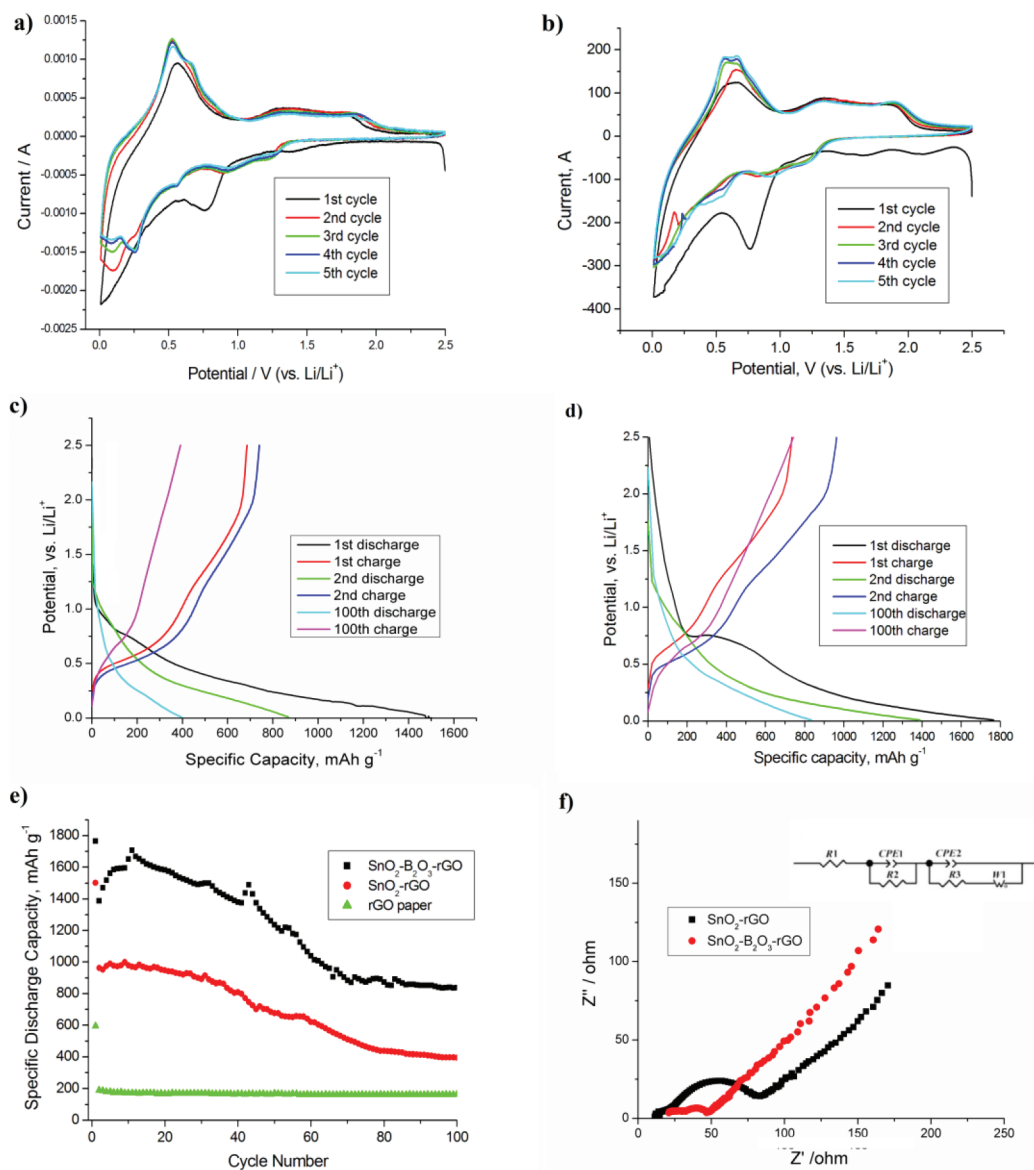 a)
0.0015
0.0010
0.0005
0.0000
-0.0005
-0.0010
-0.0015
-0.0020
-0.0025
Current / A
1st cycle
2nd cycle
3rd cycle
4th cycle
5th cycle
0.0 0.5 1.0 1.5 2.0 2.5
Potential / V (vs. Li/Li⁺)
b)
200
100
0
-100
-200
-300
-400
Current, A
1st cycle
2nd cycle
3rd cycle
4th cycle
5th cycle
0.0 0.5 1.0 1.5 2.0 2.5
Potential, V (vs. Li/Li⁺)
c)
2.5
2.0
1.5
1.0
0.5
0.0
Potential, vs. Li/Li⁺
1st discharge
1st charge
2nd discharge
2nd charge
100th discharge
100th charge
0 200 400 600 800 1000 1200 1400 1600
Specific Capacity, mAh g⁻¹
d)
2.5
2.0
1.5
1.0
0.5
0.0
Potential, vs. Li/Li⁺
1st discharge
1st charge
2nd discharge
2nd charge
100th discharge
100th charge
0 200 400 600 800 1000 1200 1400 1600 1800
Specific capacity, mAh g⁻¹
e)
1800
1600
1400
1200
1000
800
600
400
200
0
Specific Discharge Capacity, mAh g⁻¹
SnO₂-B₂O₃-rGO
SnO₂-rGO
rGO paper
0 20 40 60 80 100
Cycle Number
f)
150
100
50
0
Z'' / ohm
R1 CPE1 CPE2
R2 R3 W1
SnO₂-rGO
SnO₂-B₂O₃-rGO
0 50 100 150 200 250
Z' /ohm